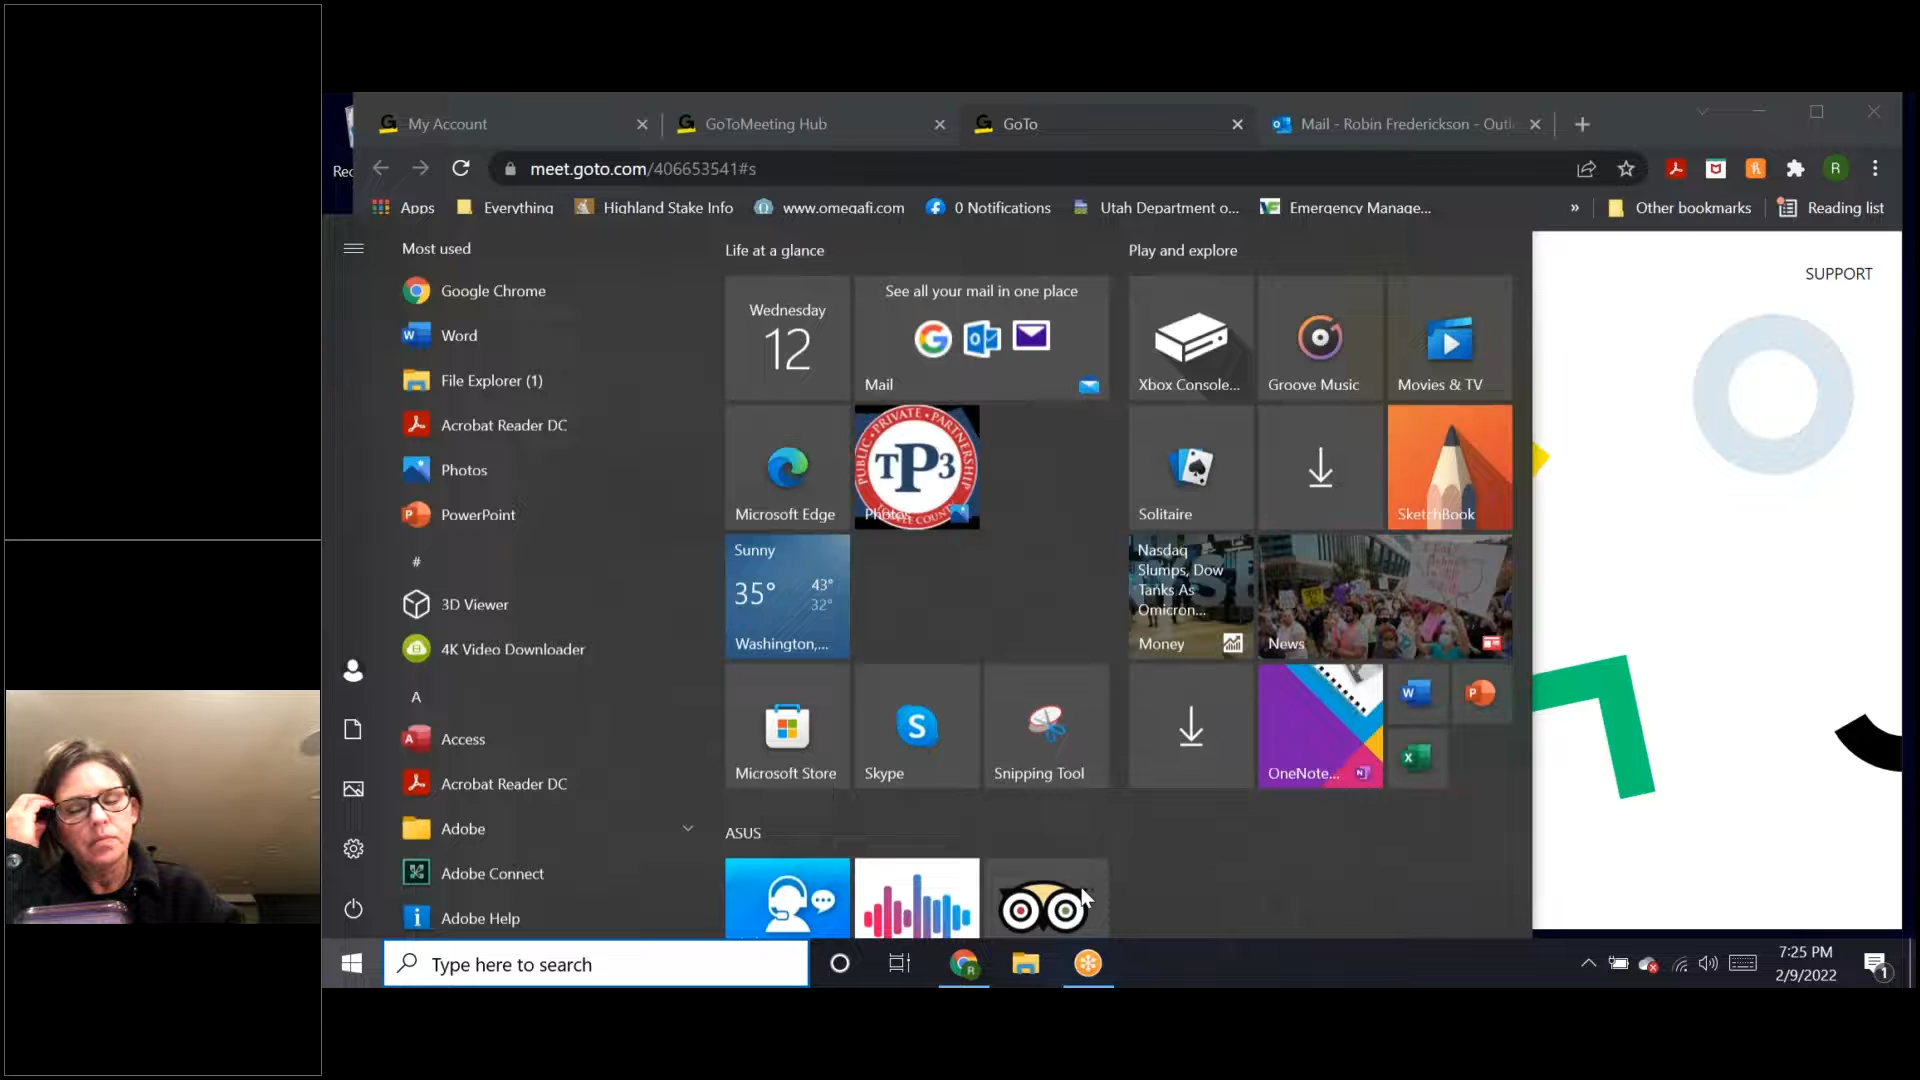 Rec
My Account
GoToMeeting Hub
GoTo
Mail - Robin Frederickson - Outl
meet.goto.com/406653541#s
R
Apps
Everything
Highland Stake Info
www.omegafi.com
0 Notifications
Utah Department o...
Emergency Manage...
»
Other bookmarks
Reading list
SUPPORT
Most used
Google Chrome
Word
File Explorer (1)
Acrobat Reader DC
Photos
PowerPoint
#
3D Viewer
4K Video Downloader
A
Access
Acrobat Reader DC
Adobe
Adobe Connect
Adobe Help
Life at a glance
Wednesday
12
See all your mail in one place
Mail
Microsoft Edge
PUBLIC • PRIVATE • PARTNERSHIP
TP3
Photos
Sunny
35° 43°
32°
Washington,...
Microsoft Store
Skype
Snipping Tool
ASUS
Play and explore
Xbox Console...
Groove Music
Movies & TV
Solitaire
SketchBook
Nasdaq
Slumps, Dow
Tanks As
Omicron...
Money
News
OneNote...
Type here to search
7:25 PM
2/9/2022
1